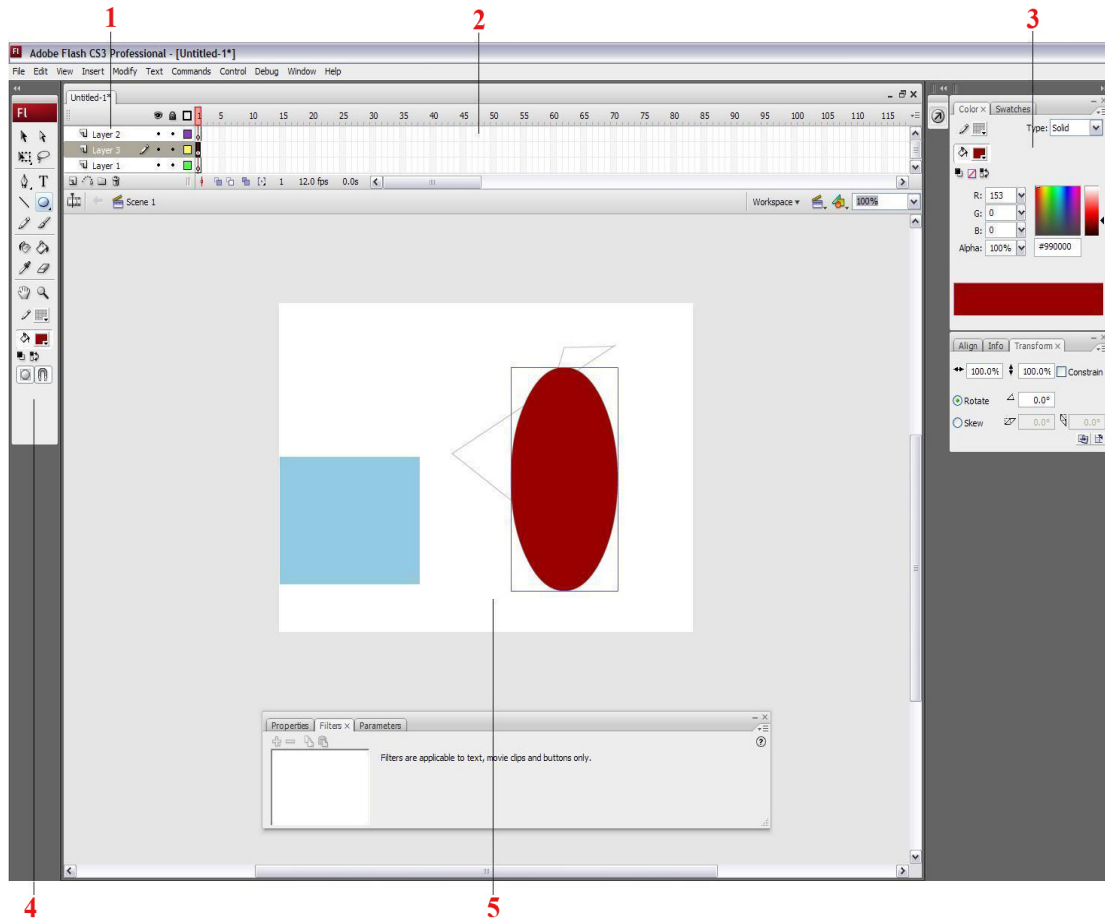 1 2 3
Adobe Flash CS3 Professional - [Untitled-1*]
File Edit View Insert Modify Text Commands Control Debug Window Help
Untitled-1*
Fl
1 5 10 15 20 25 30 35 40 45 50 55 60 65 70 75 80 85 90 95 100 105 110 115
Layer 2
Layer 3
Layer 1
1 12.0 fps 0.0s
Scene 1
Workspace 100%
T
Color Swatches
Type: Solid
R: 153
G: 0
B: 0
Alpha: 100% #990000
Align Info Transform
100.0% 100.0% Constrain
Rotate 0.0°
Skew 0.0° 0.0°
Properties Filters Parameters
Filters are applicable to text, movie clips and buttons only.
4 5